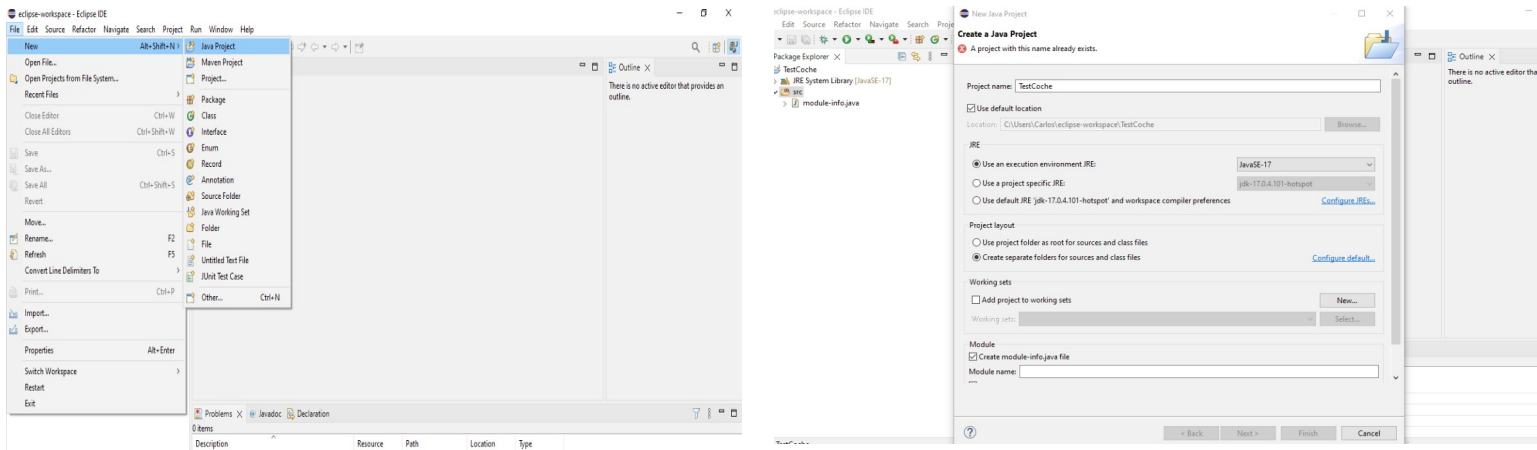 eclipse-workspace - Eclipse IDE
File Edit Source Refactor Navigate Search Project Run Window Help
New Alt+Shift+N
Open File...
Open Projects from File System...
Recent Files
Close Editor Ctrl+W
Close All Editors Ctrl+Shift+W
Save Ctrl+S
Save As...
Save All Ctrl+Shift+S
Revert
Move...
Rename... F2
Refresh F5
Convert Line Delimiters To
Print... Ctrl+P
Import...
Export...
Properties Alt+Enter
Switch Workspace
Restart
Exit
Java Project
Maven Project
Project...
Package
Class
Interface
Enum
Record
Annotation
Source Folder
Java Working Set
Folder
File
Untitled Text File
JUnit Test Case
Other... Ctrl+N
Outline
There is no active editor that provides an
outline.
Problems Javadoc Declaration
0 items
Description Resource Path Location Type
eclipse-workspace - Eclipse IDE
Edit Source Refactor Navigate Search Proje
Package Explorer
TestCoche
JRE System Library [JavaSE-17]
src
module-info.java
New Java Project
Create a Java Project
A project with this name already exists.
Project name: TestCoche
Use default location
Location: C:\Users\Carlos\eclipse-workspace\TestCoche Browse...
JRE
Use an execution environment JRE: JavaSE-17
Use a project specific JRE: jdk-17.0.4.101-hotspot
Use default JRE 'jdk-17.0.4.101-hotspot' and workspace compiler preferences Configure JREs...
Project layout
Use project folder as root for sources and class files
Create separate folders for sources and class files Configure default...
Working sets
Add project to working sets New...
Working sets: Select...
Module
Create module-info.java file
Module name:
< Back Next > Finish Cancel
Outline
There is no active editor tha
outline.